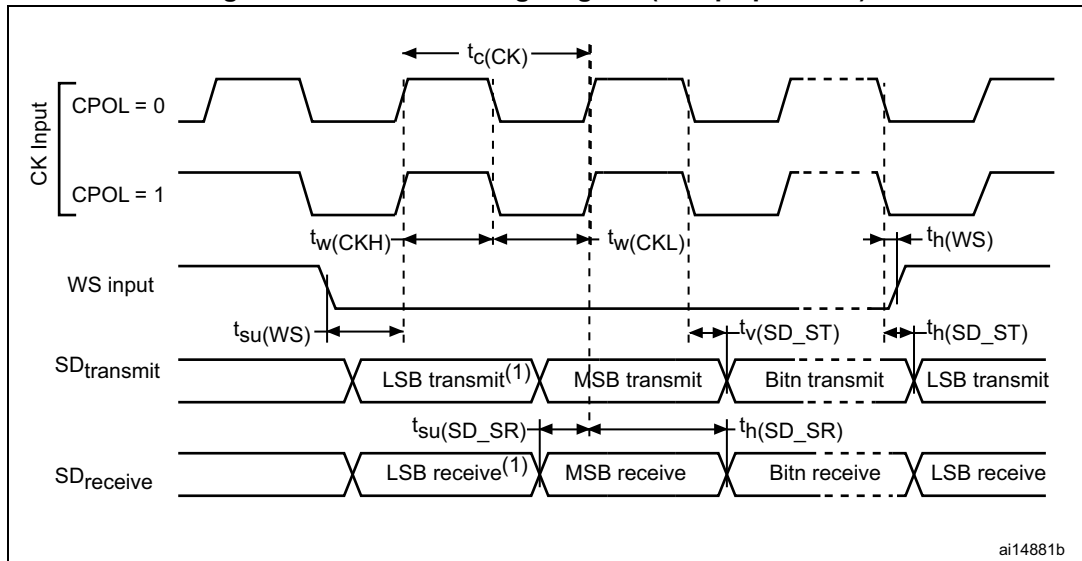 tc(CK)
CK Input
CPOL = 0
CPOL = 1
tw(CKH)
tw(CKL)
th(WS)
WS input
tsu(WS)
tv(SD_ST)
th(SD_ST)
SDtransmit
LSB transmit(1)
MSB transmit
Bitn transmit
LSB transmit
tsu(SD_SR)
th(SD_SR)
SDreceive
LSB receive(1)
MSB receive
Bitn receive
LSB receive
ai14881b